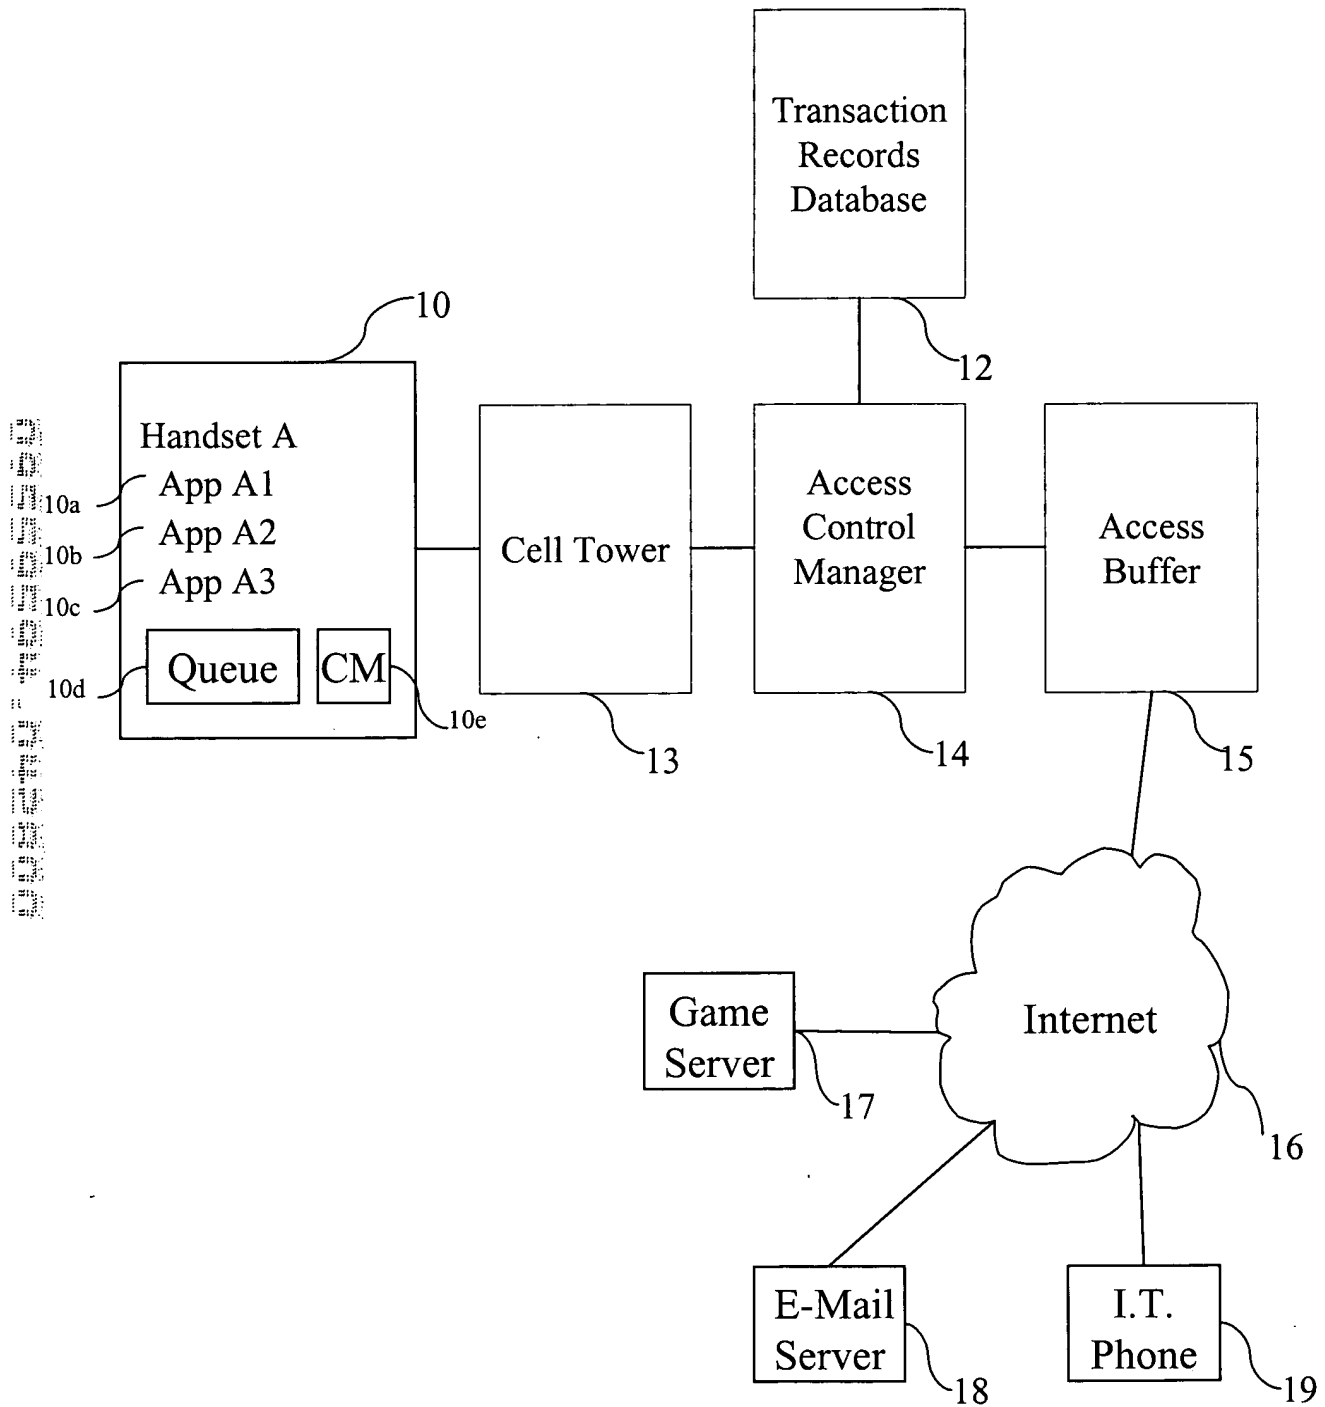 Transaction
Records
Database
10
12
Handset A
App A1
10a
App A2
10b
App A3
10c
Queue
CM
10d
10e
Cell Tower
13
Access
Control
Manager
14
Access
Buffer
15
Internet
16
Game
Server
17
E-Mail
Server
18
I.T.
Phone
19